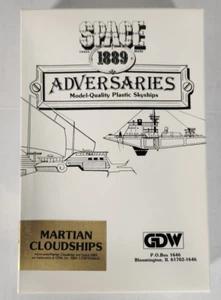 SPACE
1889
ADVERSARIES
Model-Quality Plastic Skyships
MARTIAN
CLOUDSHIPS
GDW
P.O.Box 1646
Bloomington, IL 61702-1646